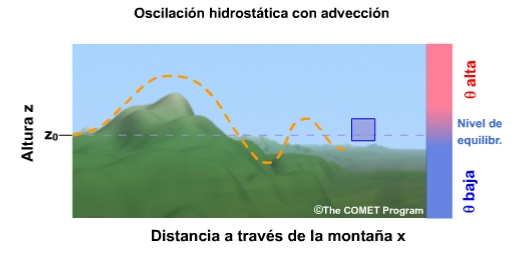 Oscilación hidrostática con advección
θ alta
Altura z
z₀
Nivel de
equilibr.
θ baja
©The COMET Program
Distancia a través de la montaña x